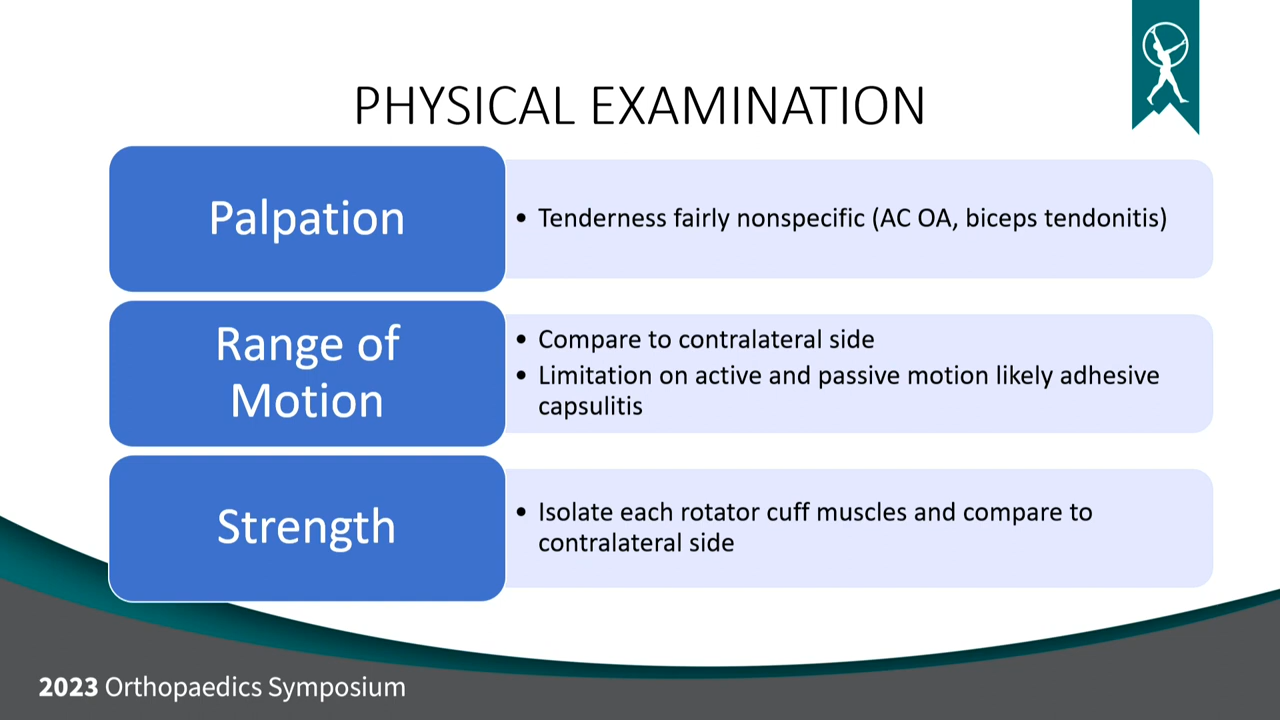 PHYSICAL EXAMINATION
Palpation
• Tenderness fairly nonspecific (AC OA, biceps tendonitis)
Range of
Motion
• Compare to contralateral side
• Limitation on active and passive motion likely adhesive
capsulitis
Strength
• Isolate each rotator cuff muscles and compare to
contralateral side
2023 Orthopaedics Symposium